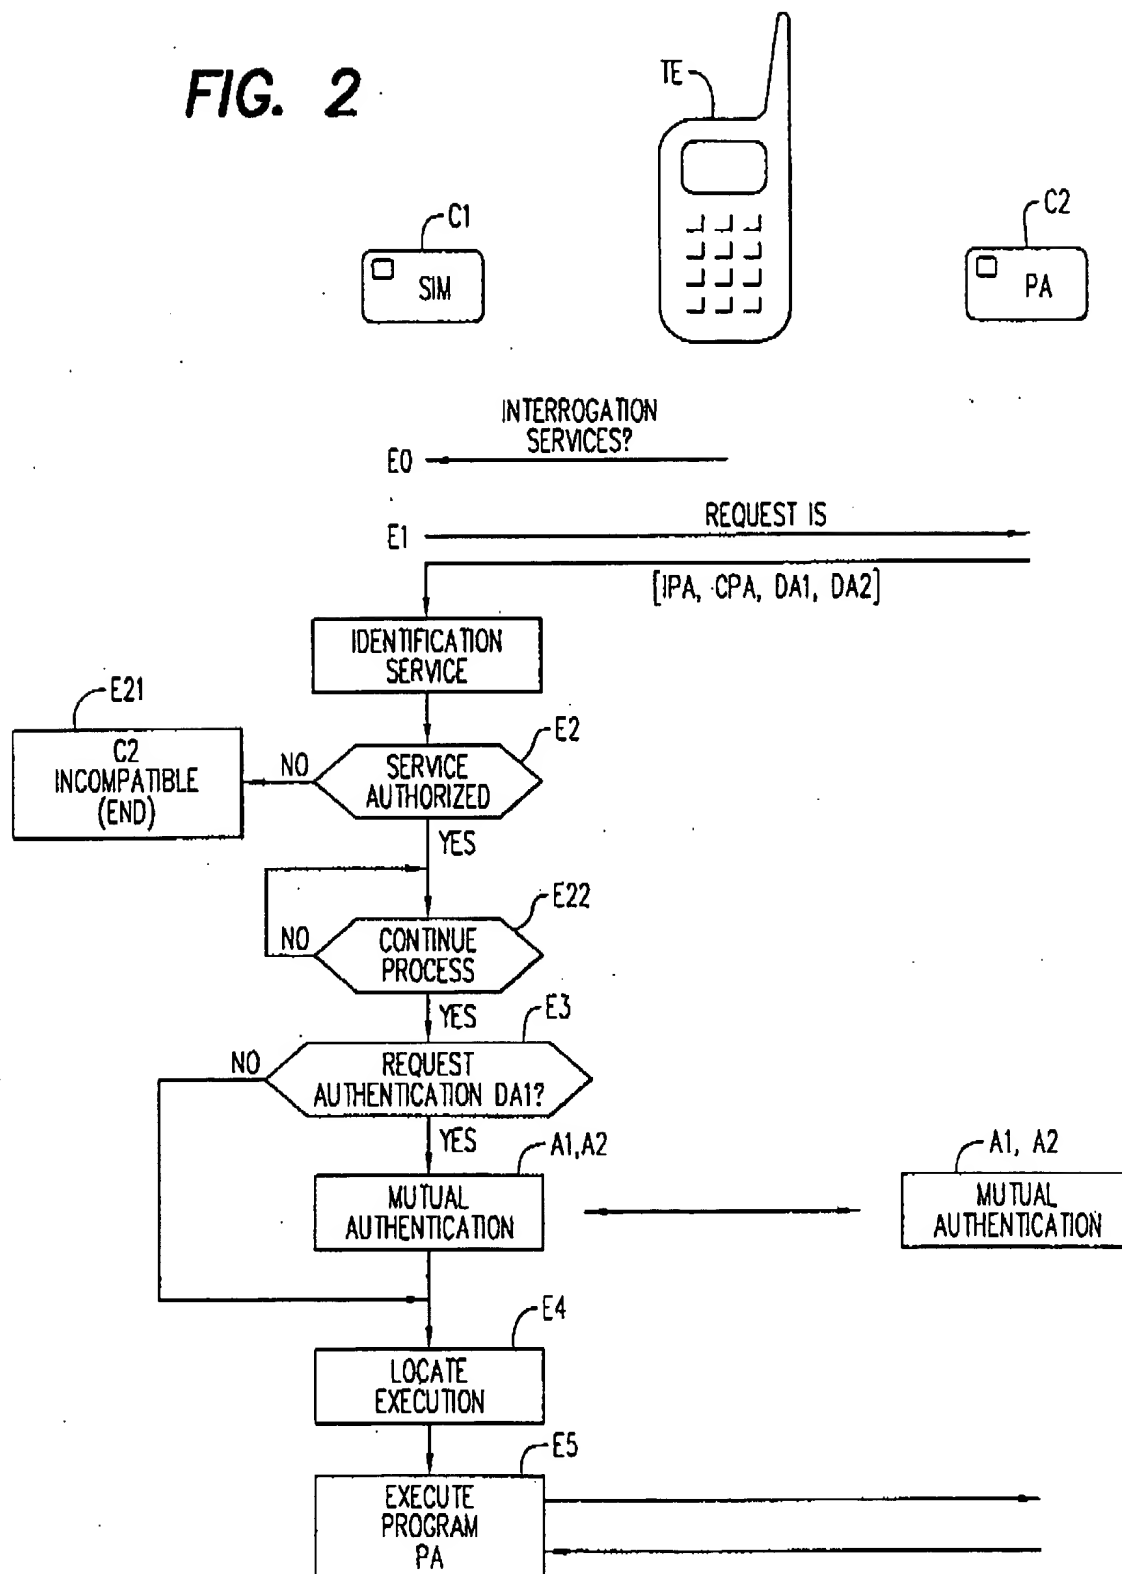 FIG. 2
TE
C1
C2
SIM
PA
INTERROGATION
SERVICES?
E0
REQUEST IS
E1
[IPA, CPA, DA1, DA2]
IDENTIFICATION
SERVICE
E21
E2
C2
INCOMPATIBLE
(END)
NO
SERVICE
AUTHORIZED
YES
E22
NO
CONTINUE
PROCESS
YES
E3
NO
REQUEST
AUTHENTICATION DA1?
YES
A1,A2
A1, A2
MUTUAL
AUTHENTICATION
MUTUAL
AUTHENTICATION
E4
LOCATE
EXECUTION
E5
EXECUTE
PROGRAM
PA